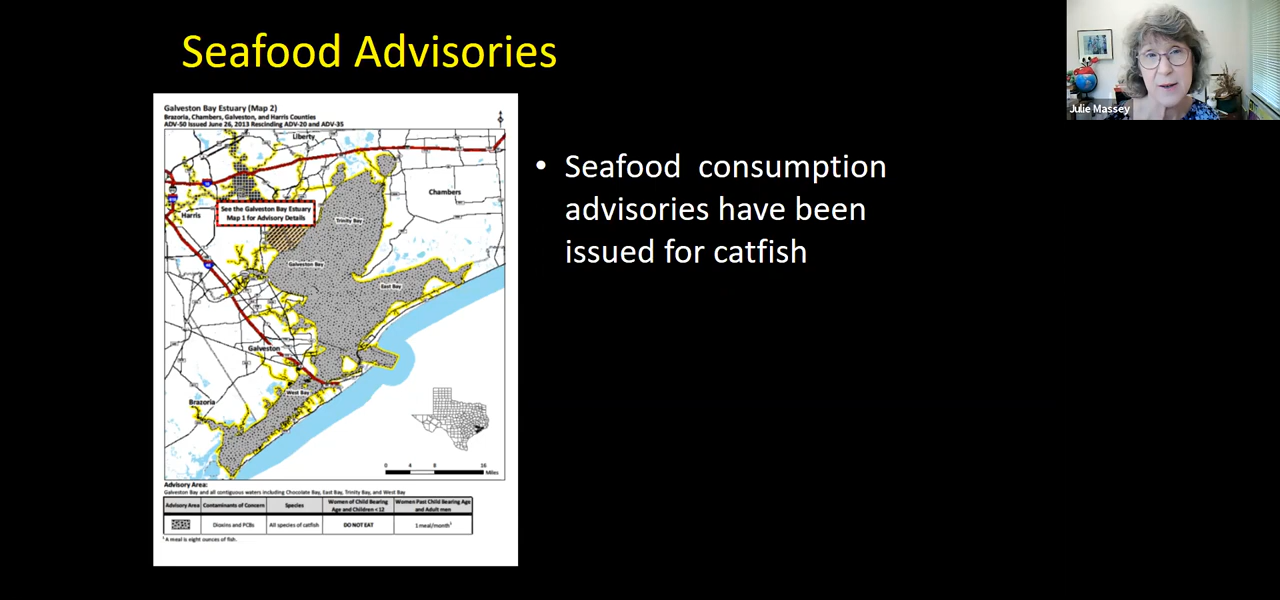 Seafood Advisories
Julie Massey
Galveston Bay Estuary (Map 2)
Brazoria, Chambers, Galveston, and Harris Counties
ADV-50 Issued June 26, 2013 Rescinding ADV-20 and ADV-35
Liberty
Chambers
Harris
See the Galveston Bay Estuary
Map 1 for Advisory Details
Trinity Bay
Galveston Bay
East Bay
Galveston
West Bay
Brazoria
0 4 8 16
Miles
Advisory Area:
Galveston Bay and all contiguous waters including Chocolate Bay, East Bay, Trinity Bay, and West Bay
Advisory Area Contaminants of Concern Species Women of Child Bearing Age and Children < 12 Women Past Child Bearing Age and Adult men
Dioxins and PCBs All species of catfish DO NOT EAT 1 meal/month¹
¹ A meal is eight ounces of fish.
• Seafood consumption
advisories have been
issued for catfish